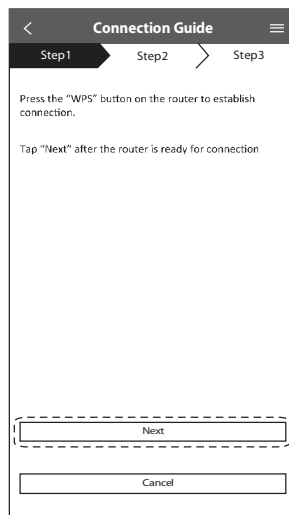 Connection Guide
Step1 Step2 Step3
Press the “WPS” button on the router to establish
connection.
Tap “Next” after the router is ready for connection
Next
Cancel